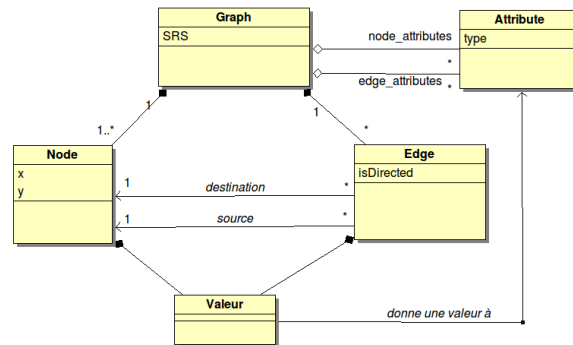 Graph
SRS
Attribute
type
node_attributes
*
edge_attributes
*
1
1
1..*
*
Node
x
y
Edge
isDirected
1
destination
*
1
source
*
Valeur
donne une valeur à